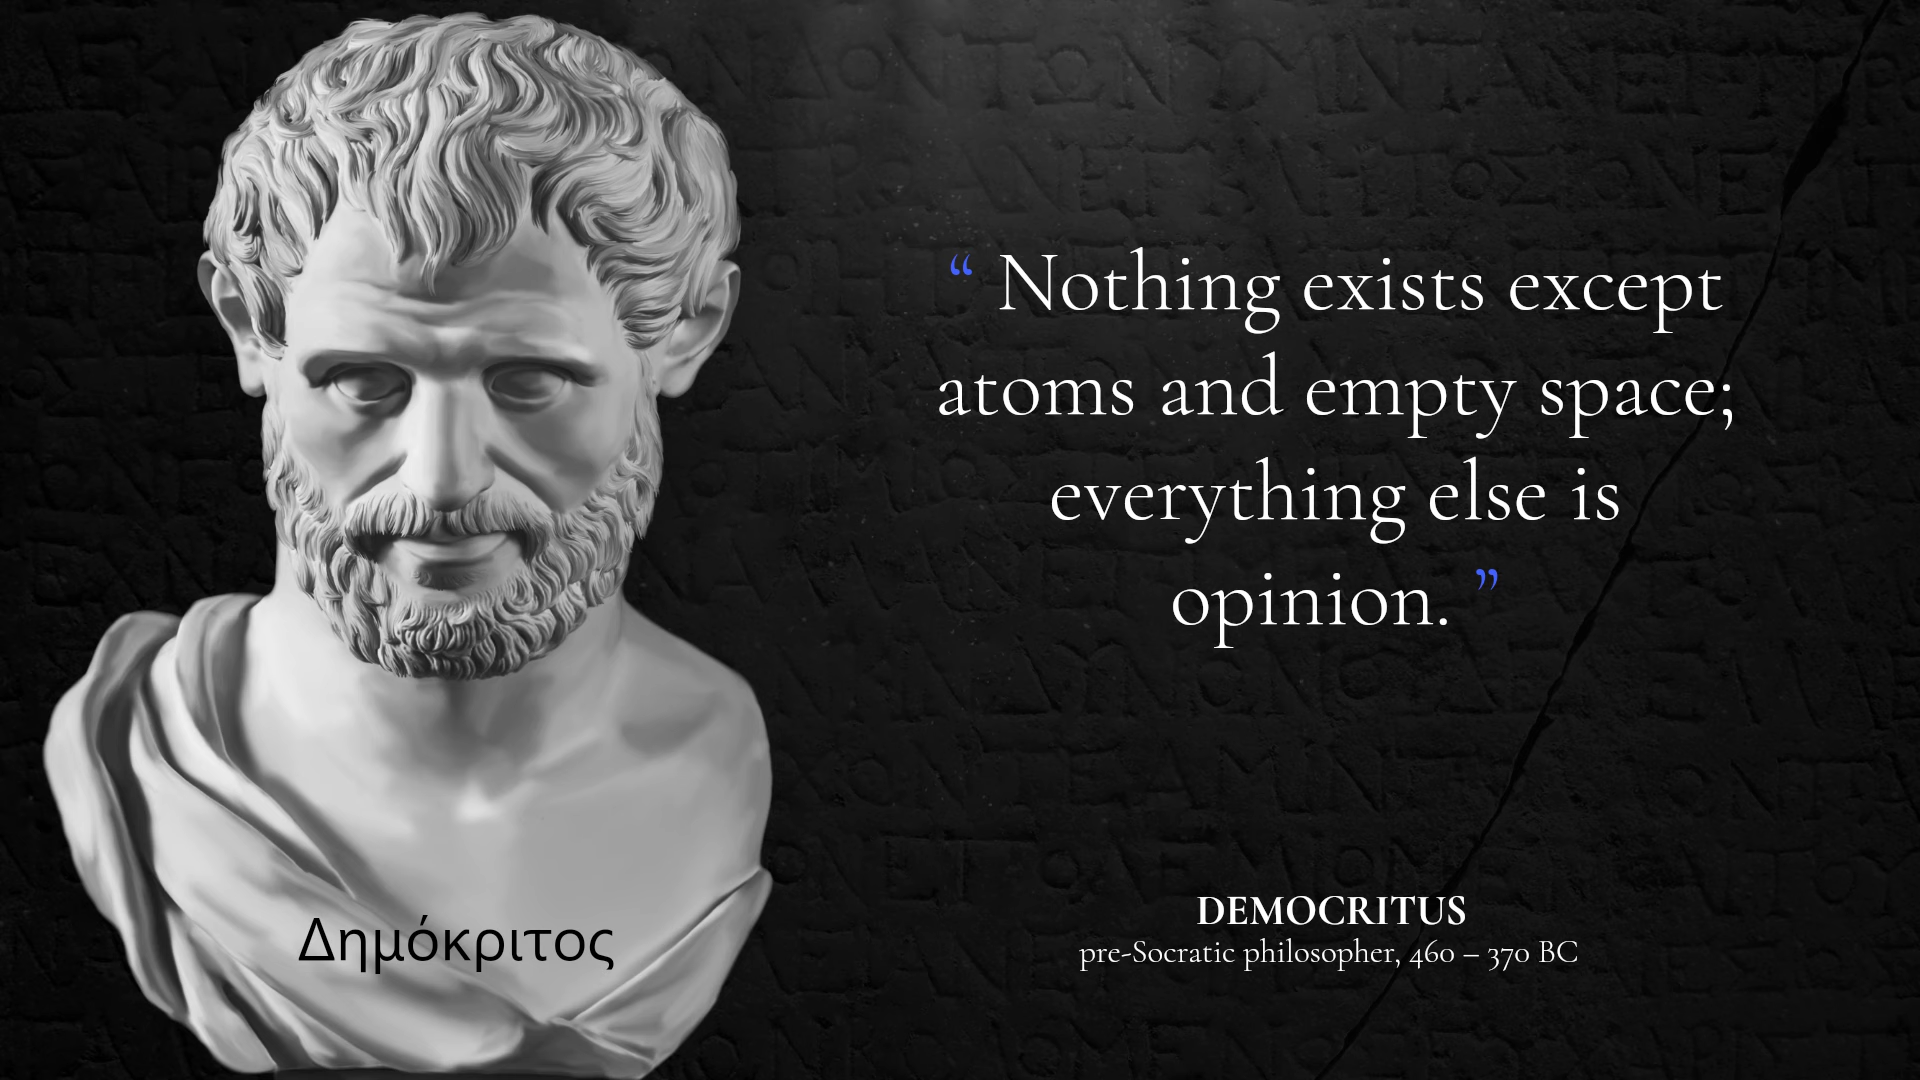 “ Nothing exists except
atoms and empty space;
everything else is
opinion. ”
DEMOCRITUS
pre-Socratic philosopher, 460 – 370 BC
Δημόκριτος